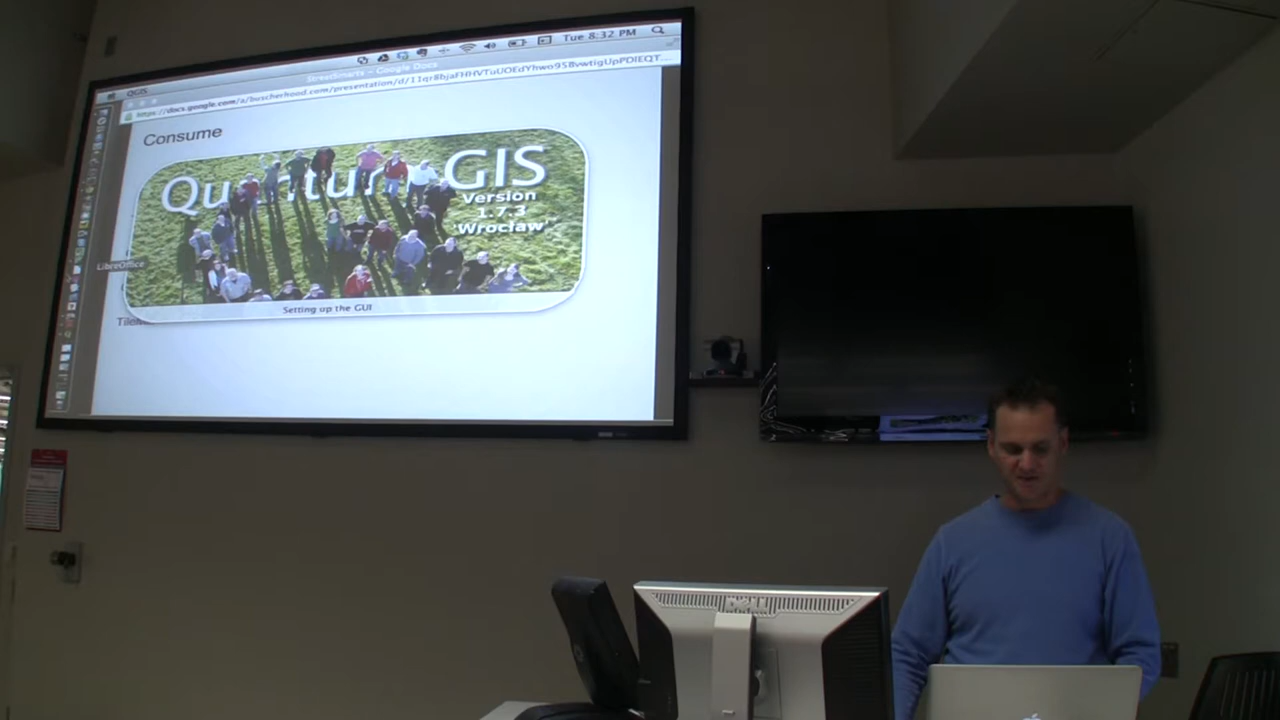 QGIS
Tue 8:32 PM
StreetSmarts - Google Docs
Consume
Quantum GIS
Version
1.7.3
'Wrocław'
LibreOffice
Setting up the GUI